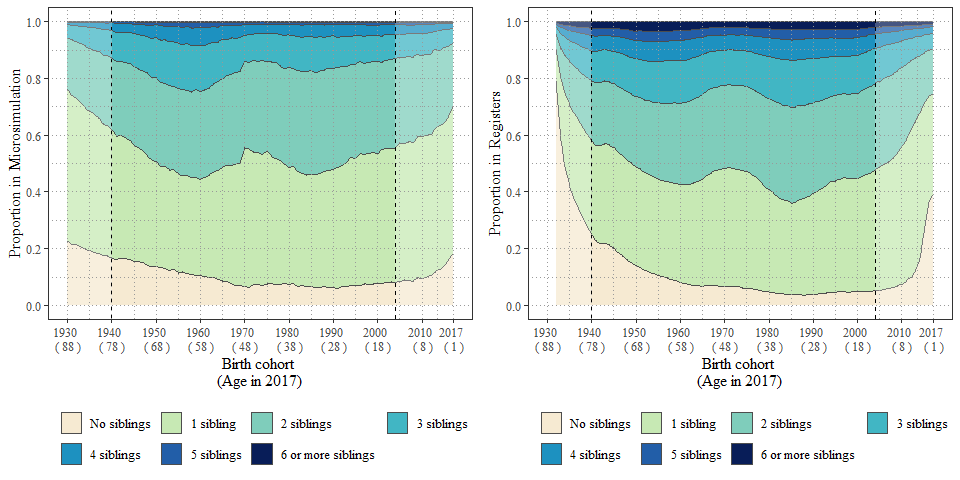 Proportion in Microsimulation
1.0
0.8
0.6
0.4
0.2
0.0
1930 1940 1950 1960 1970 1980 1990 2000 2010 2017
( 88 ) ( 78 ) ( 68 ) ( 58 ) ( 48 ) ( 38 ) ( 28 ) ( 18 ) ( 8 ) ( 1 )
Birth cohort
(Age in 2017)
No siblings 1 sibling 2 siblings 3 siblings
4 siblings 5 siblings 6 or more siblings
Proportion in Registers
1.0
0.8
0.6
0.4
0.2
0.0
1930 1940 1950 1960 1970 1980 1990 2000 2010 2017
( 88 ) ( 78 ) ( 68 ) ( 58 ) ( 48 ) ( 38 ) ( 28 ) ( 18 ) ( 8 ) ( 1 )
Birth cohort
(Age in 2017)
No siblings 1 sibling 2 siblings 3 siblings
4 siblings 5 siblings 6 or more siblings